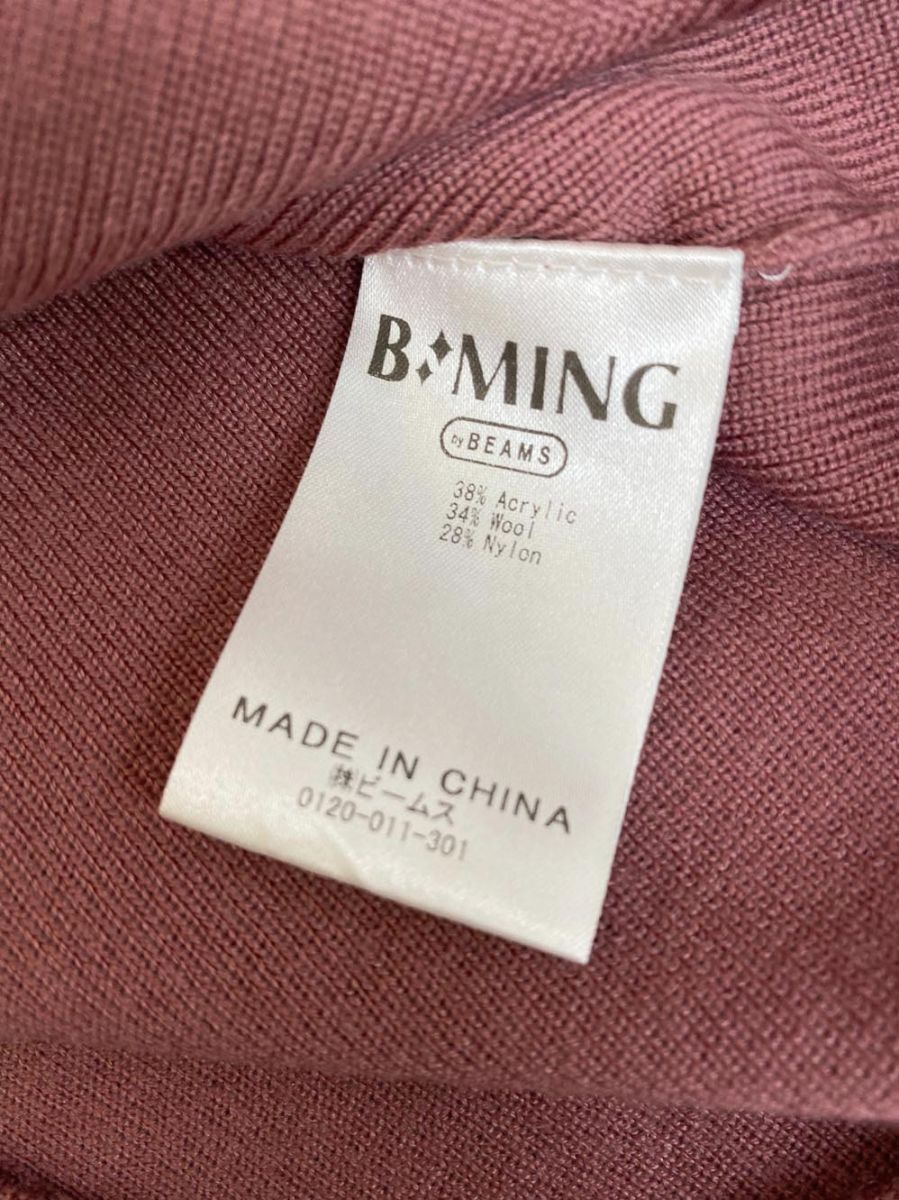 B:MING
by BEAMS
38% Acrylic
34% Wool
28% Nylon
MADE IN CHINA
㈱ビームス
0120-011-301